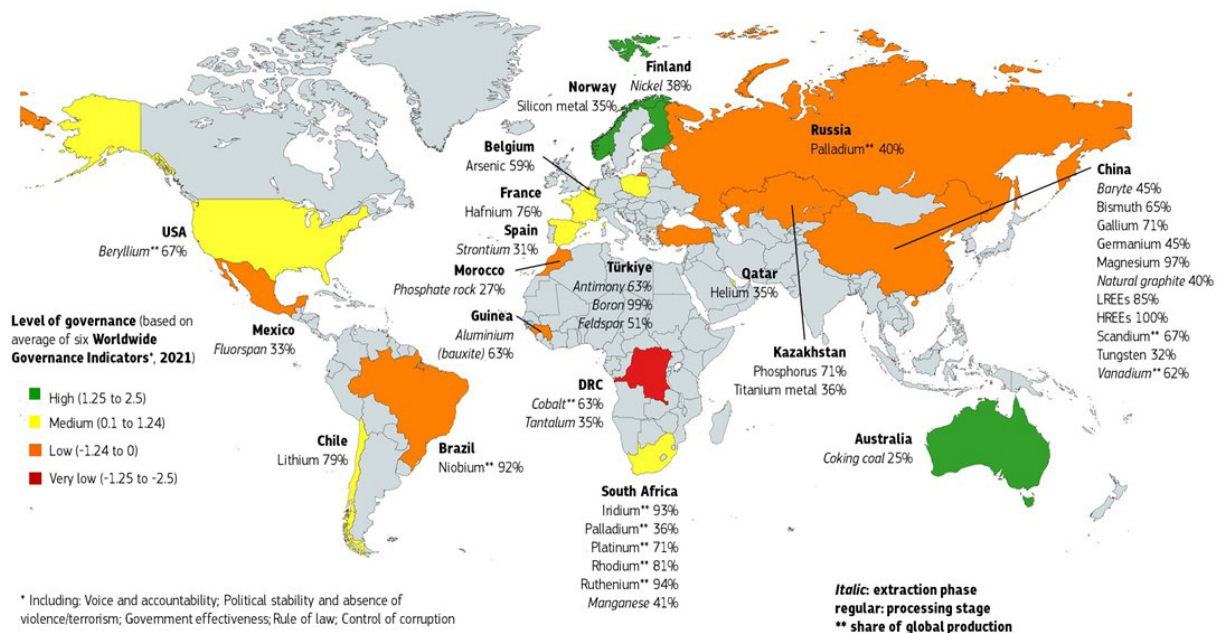 Finland
Nickel 38%
Norway
Silicon metal 35%
Belgium
Arsenic 59%
France
Hafnium 76%
Spain
Strontium 31%
Morocco
Phosphate rock 27%
Türkiye
Antimony 63%
Boron 99%
Feldspar 51%
Qatar
Helium 35%
Russia
Palladium** 40%
China
Baryte 45%
Bismuth 65%
Gallium 71%
Germanium 45%
Magnesium 97%
Natural graphite 40%
LREEs 85%
HREEs 100%
Scandium** 67%
Tungsten 32%
Vanadium** 62%
USA
Beryllium** 67%
Mexico
Fluorspan 33%
Guinea
Aluminium
(bauxite) 63%
DRC
Cobalt** 63%
Tantalum 35%
Kazakhstan
Phosphorus 71%
Titanium metal 36%
Chile
Lithium 79%
Brazil
Niobium** 92%
Australia
Coking coal 25%
South Africa
Iridium** 93%
Palladium** 36%
Platinum** 71%
Rhodium** 81%
Ruthenium** 94%
Manganese 41%
Level of governance (based on
average of six Worldwide
Governance Indicators*, 2021)
High (1.25 to 2.5)
Medium (0.1 to 1.24)
Low (-1.24 to 0)
Very low (-1.25 to -2.5)
* Including: Voice and accountability; Political stability and absence of
violence/terrorism; Government effectiveness; Rule of law; Control of corruption
Italic: extraction phase
regular: processing stage
** share of global production